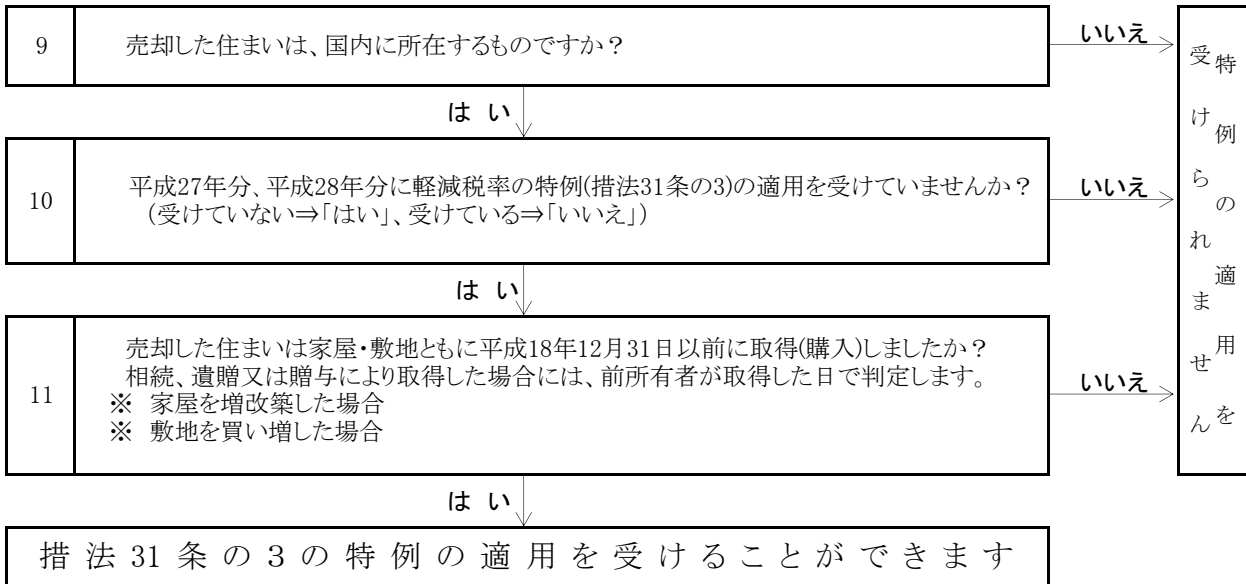 9
売却した住まいは、国内に所在するものですか？
いいえ
はい
10
平成27年分、平成28年分に軽減税率の特例(措法31条の3)の適用を受けていませんか？
（受けていない⇒「はい」、受けている⇒「いいえ」）
いいえ
はい
11
売却した住まいは家屋・敷地ともに平成18年12月31日以前に取得(購入)しましたか？
相続、遺贈又は贈与により取得した場合には、前所有者が取得した日で判定します。
※　家屋を増改築した場合
※　敷地を買い増した場合
いいえ
はい
特例の適用を
受けられません
措法31条の３の特例の適用を受けることができます